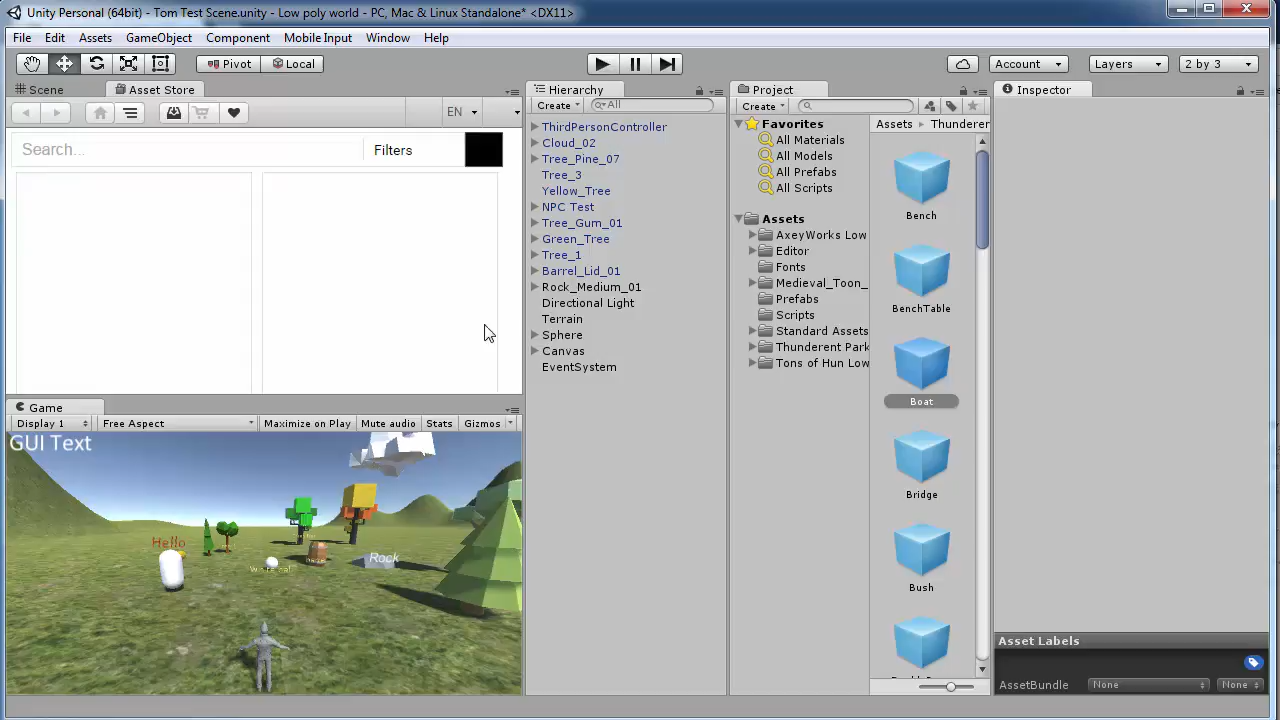 Unity Personal (64bit) - Tom Test Scene.unity - Low poly world - PC, Mac & Linux Standalone* <DX11>
File Edit Assets GameObject Component Mobile Input Window Help
Pivot Local Account Layers 2 by 3
Scene Asset Store
EN
Search... Filters
Game
Display 1 Free Aspect Maximize on Play Mute audio Stats Gizmos
GUI Text
Hello
Rock
Hierarchy
Create All
ThirdPersonController
Cloud_02
Tree_Pine_07
Tree_3
Yellow_Tree
NPC Test
Tree_Gum_01
Green_Tree
Tree_1
Barrel_Lid_01
Rock_Medium_01
Directional Light
Terrain
Sphere
Canvas
EventSystem
Project
Create
Favorites
All Materials
All Models
All Prefabs
All Scripts
Assets
AxeyWorks Low
Editor
Fonts
Medieval_Toon_
Prefabs
Scripts
Standard Assets
Thunderent Park
Tons of Hun Low
Assets Thunderen
Bench
BenchTable
Boat
Bridge
Bush
Inspector
Asset Labels
AssetBundle None None